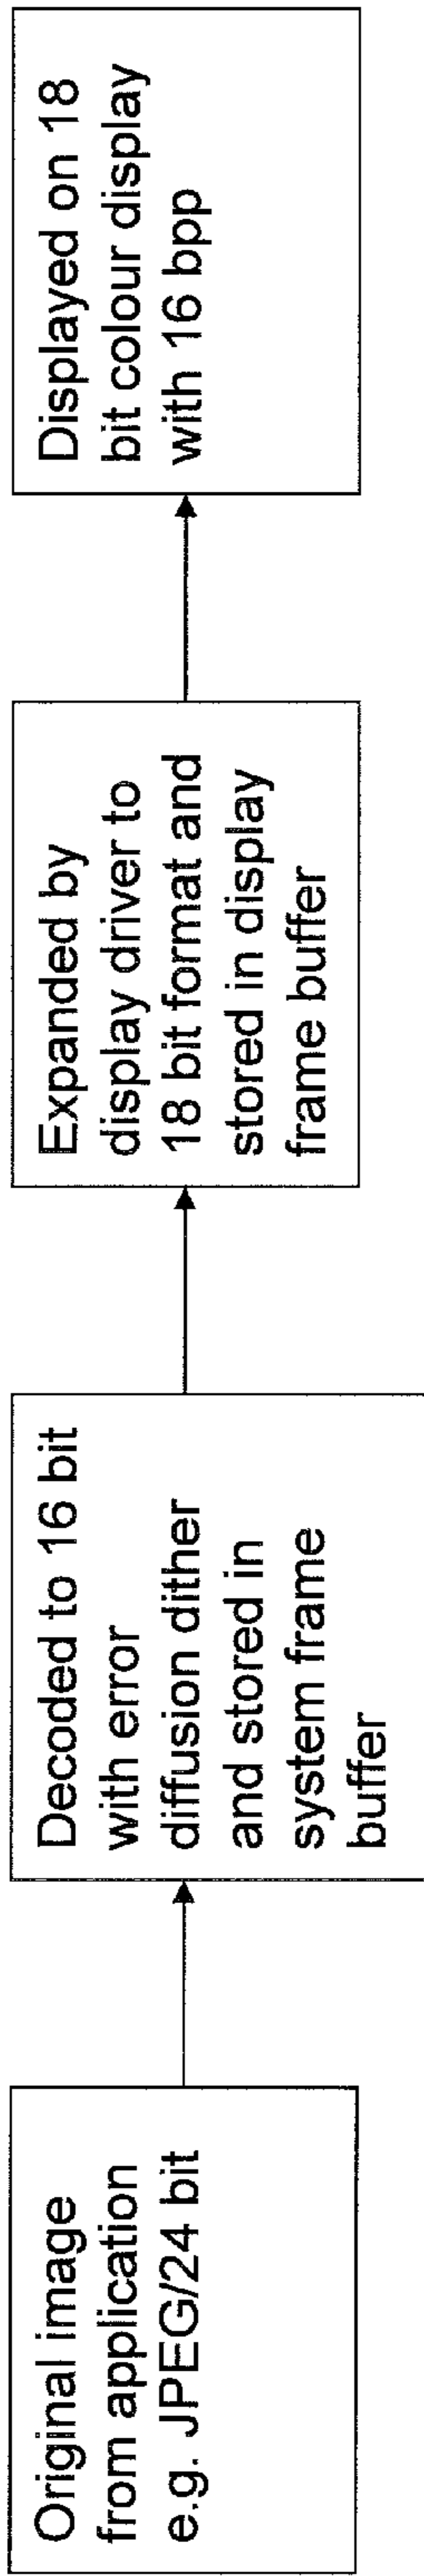 Original image
from application
e.g. JPEG/24 bit
Decoded to 16 bit
with error
diffusion dither
and stored in
system frame
buffer
Expanded by
display driver to
18 bit format and
stored in display
frame buffer
Displayed on 18
bit colour display
with 16 bpp